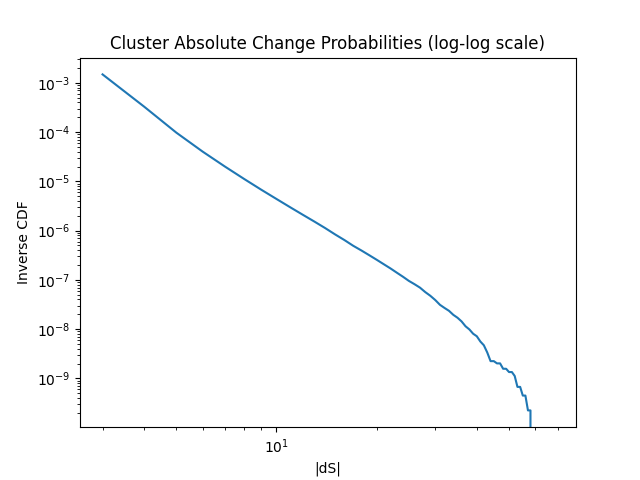 Cluster Absolute Change Probabilities (log-log scale)
10⁻³
10⁻⁴
10⁻⁵
10⁻⁶
10⁻⁷
10⁻⁸
10⁻⁹
Inverse CDF
10¹
|dS|